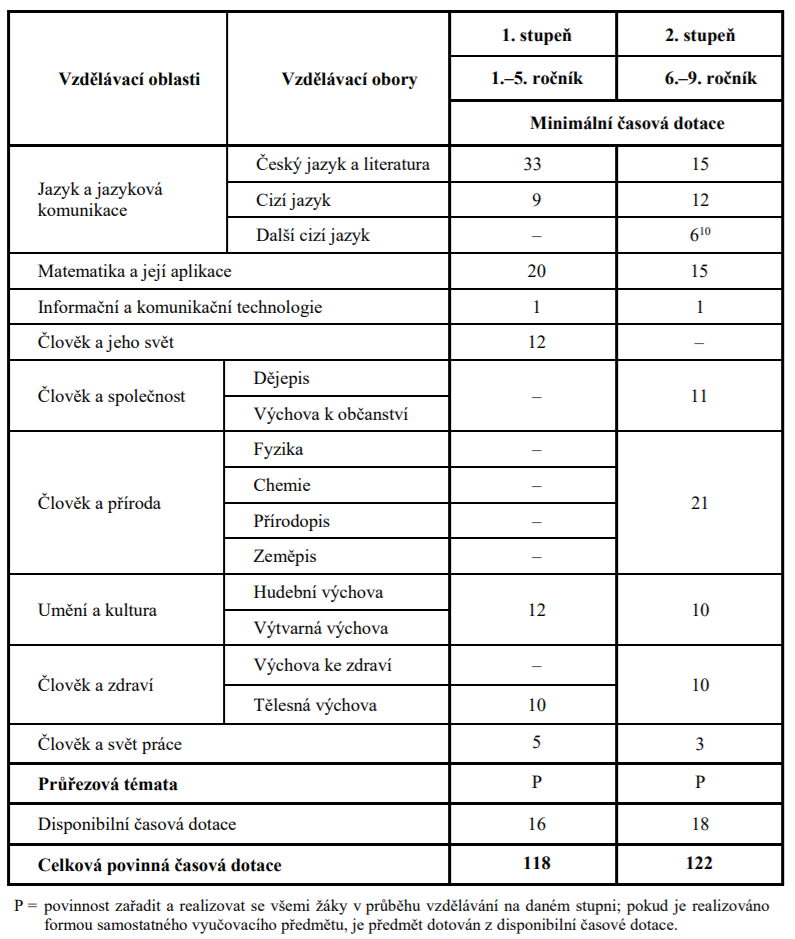 Vzdělávací oblasti Vzdělávací obory 1. stupeň 2. stupeň
1.–5. ročník 6.–9. ročník
Minimální časová dotace
Jazyk a jazyková
komunikace
Český jazyk a literatura 33 15
Cizí jazyk 9 12
Další cizí jazyk – 6¹⁰
Matematika a její aplikace 20 15
Informační a komunikační technologie 1 1
Člověk a jeho svět 12 –
Člověk a společnost
Dějepis
Výchova k občanství
– 11
Člověk a příroda
Fyzika –
Chemie –
Přírodopis –
Zeměpis –
21
Umění a kultura
Hudební výchova
Výtvarná výchova
12 10
Člověk a zdraví
Výchova ke zdraví –
Tělesná výchova 10
10
Člověk a svět práce 5 3
Průřezová témata P P
Disponibilní časová dotace 16 18
Celková povinná časová dotace 118 122
P = povinnost zařadit a realizovat se všemi žáky v průběhu vzdělávání na daném stupni; pokud je realizováno
formou samostatného vyučovacího předmětu, je předmět dotován z disponibilní časové dotace.